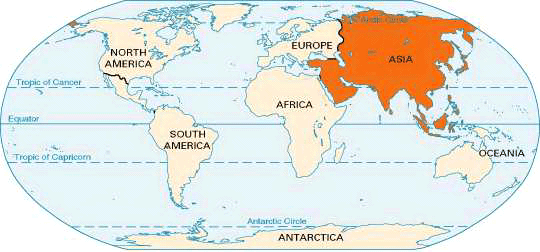 Arctic Circle
NORTH
AMERICA
EUROPE
ASIA
Tropic of Cancer
AFRICA
Equator
SOUTH
AMERICA
Tropic of Capricorn
OCEANIA
Antarctic Circle
ANTARCTICA